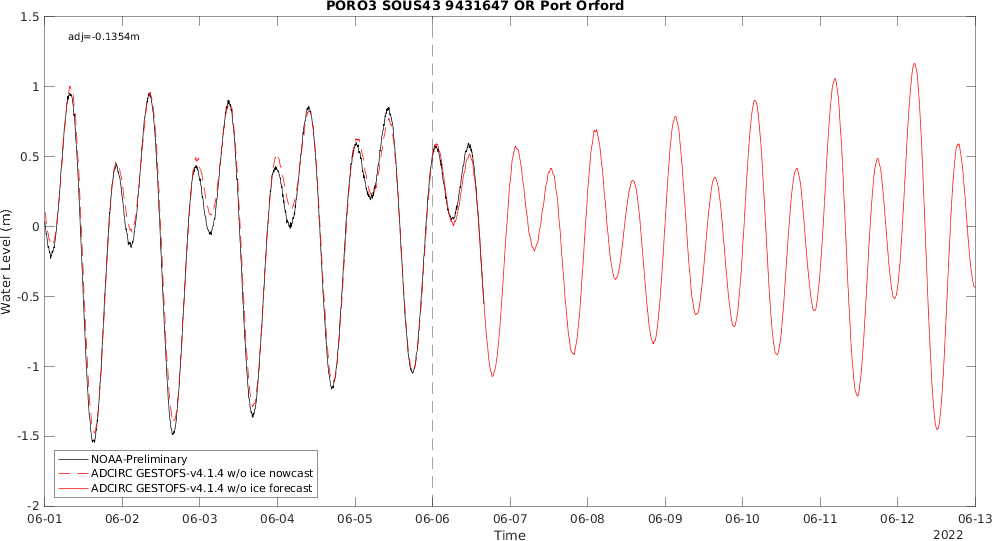 PORO3 SOUS43 9431647 OR Port Orford
adj=-0.1354m
1.5
1
0.5
0
-0.5
-1
-1.5
-2
Water Level (m)
NOAA-Preliminary
ADCIRC GESTOFS-v4.1.4 w/o ice nowcast
ADCIRC GESTOFS-v4.1.4 w/o ice forecast
06-01 06-02 06-03 06-04 06-05 06-06 06-07 06-08 06-09 06-10 06-11 06-12 06-13
Time
2022